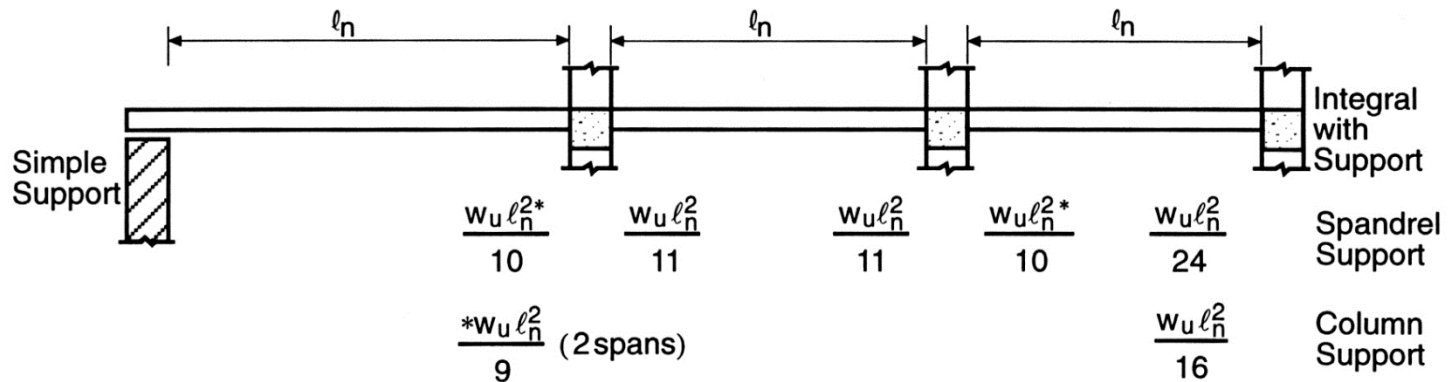 ℓn ℓn ℓn
Integral
with
Support
Simple
Support
wuℓn²*/10 wuℓn²/11 wuℓn²/11 wuℓn²*/10 wuℓn²/24
Spandrel
Support
*wuℓn²/9 (2 spans) wuℓn²/16
Column
Support